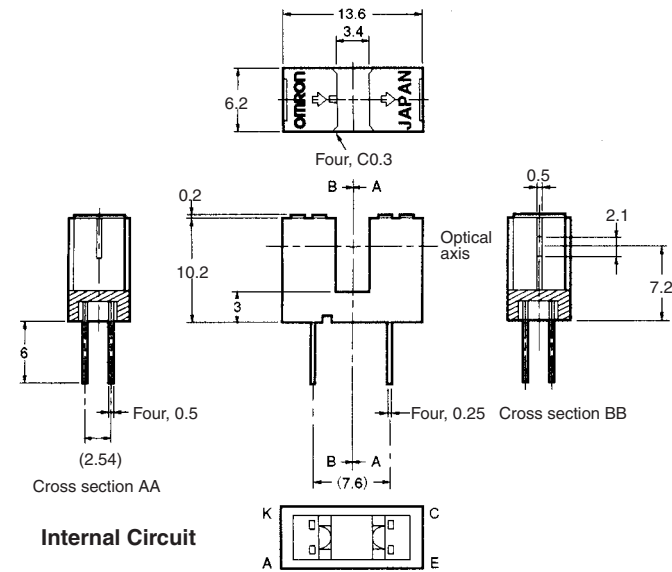 13.6
3.4
6.2
OMRON
JAPAN
Four, C0.3
B A
0.2
10.2
3
Optical
axis
0.5
2.1
7.2
6
Four, 0.5
(2.54)
Cross section AA
Four, 0.25
Cross section BB
B A
(7.6)
Internal Circuit
K C
A E